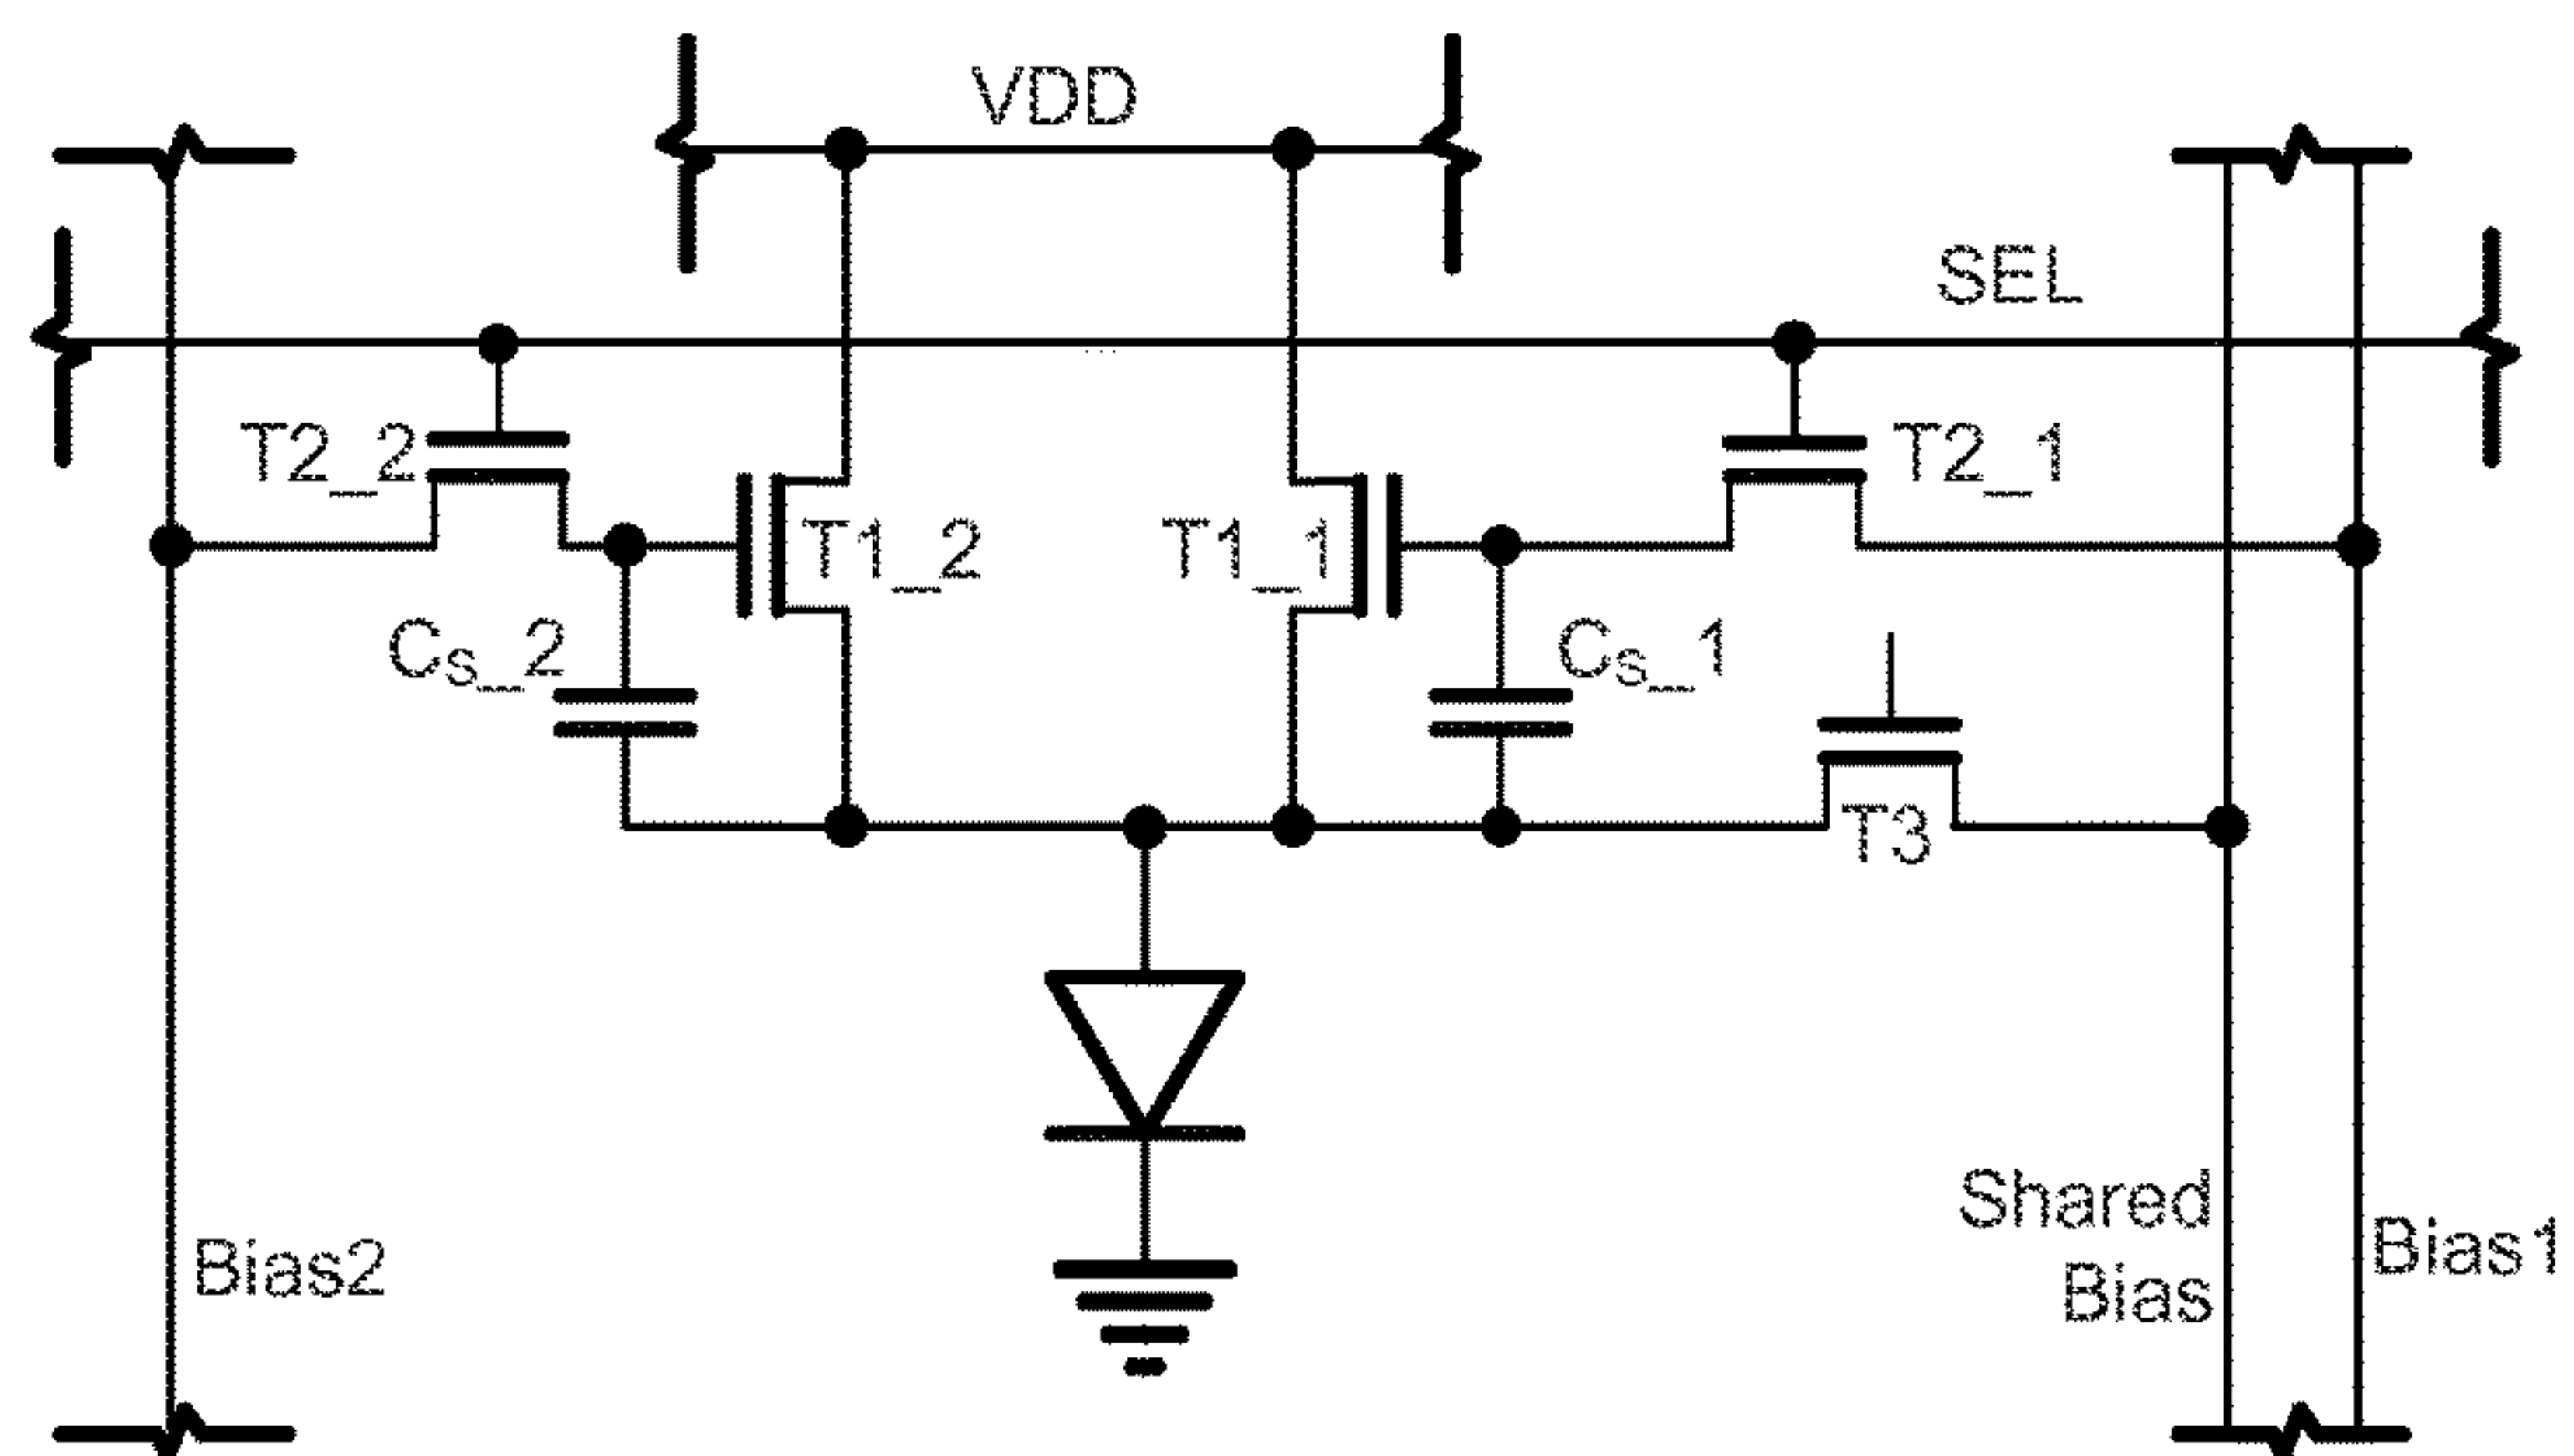 VDD
SEL
T2_2
T2_1
T1_2
T1_1
Cs_2
Cs_1
T3
Shared
Bias
Bias1
Bias2